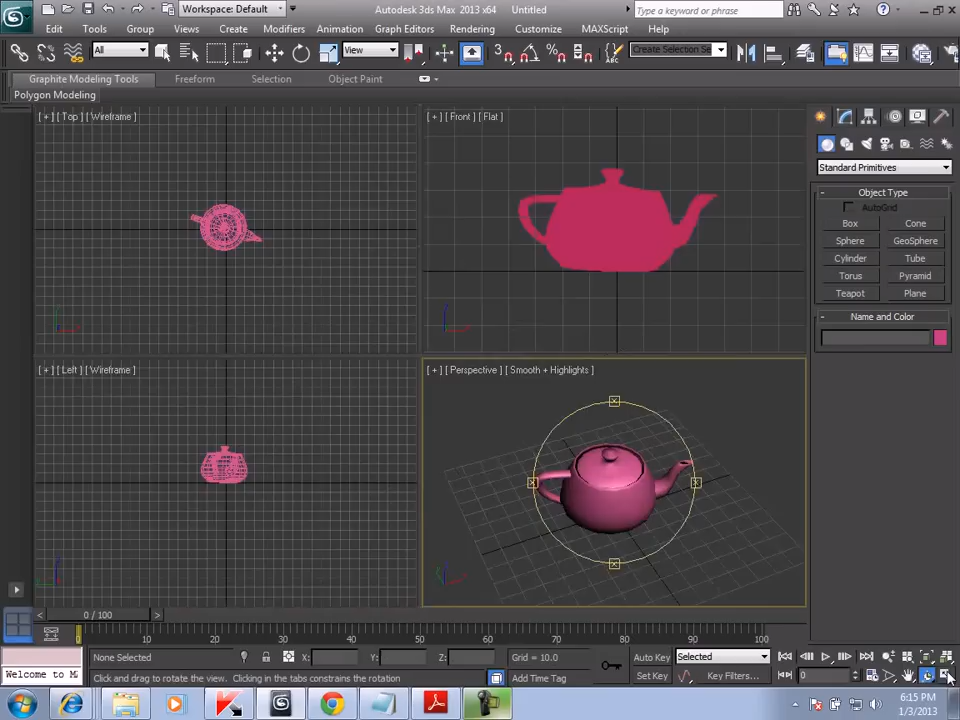 Workspace: Default
Autodesk 3ds Max 2013 x64
Untitled
Type a keyword or phrase
Edit
Tools
Group
Views
Create
Modifiers
Animation
Graph Editors
Rendering
Customize
MAXScript
Help
All
View
3
Create Selection Se
Graphite Modeling Tools
Freeform
Selection
Object Paint
Polygon Modeling
[ + ] [ Top ] [ Wireframe ]
[ + ] [ Front ] [ Flat ]
Standard Primitives
Object Type
AutoGrid
Box
Cone
Sphere
GeoSphere
Cylinder
Tube
Torus
Pyramid
Teapot
Plane
Name and Color
[ + ] [ Left ] [ Wireframe ]
[ + ] [ Perspective ] [ Smooth + Highlights ]
0 / 100
0
10
20
30
40
50
60
70
80
90
100
None Selected
X:
Y:
Z:
Grid = 10.0
Auto Key
Selected
Welcome to M
Click and drag to rotate the view. Clicking in the tabs constrains the rotation
Add Time Tag
Set Key
Key Filters...
0
6:15 PM
1/3/2013